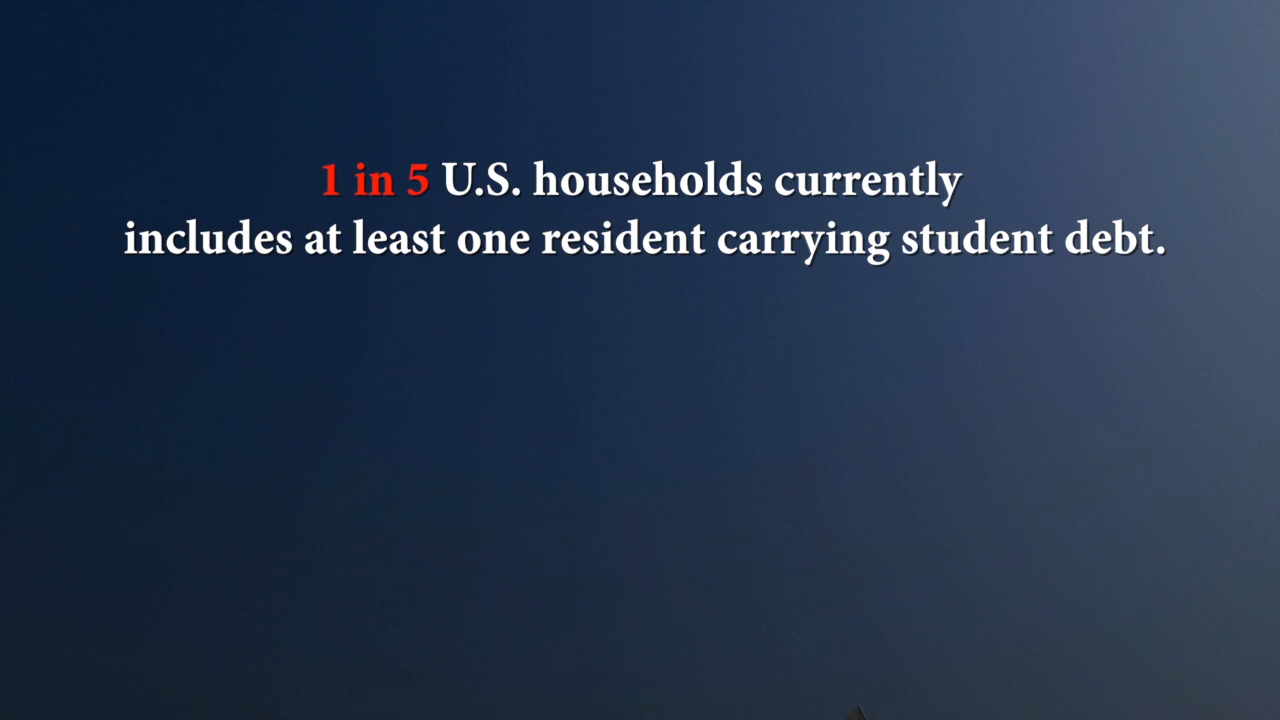 1 in 5 U.S. households currently
includes at least one resident carrying student debt.